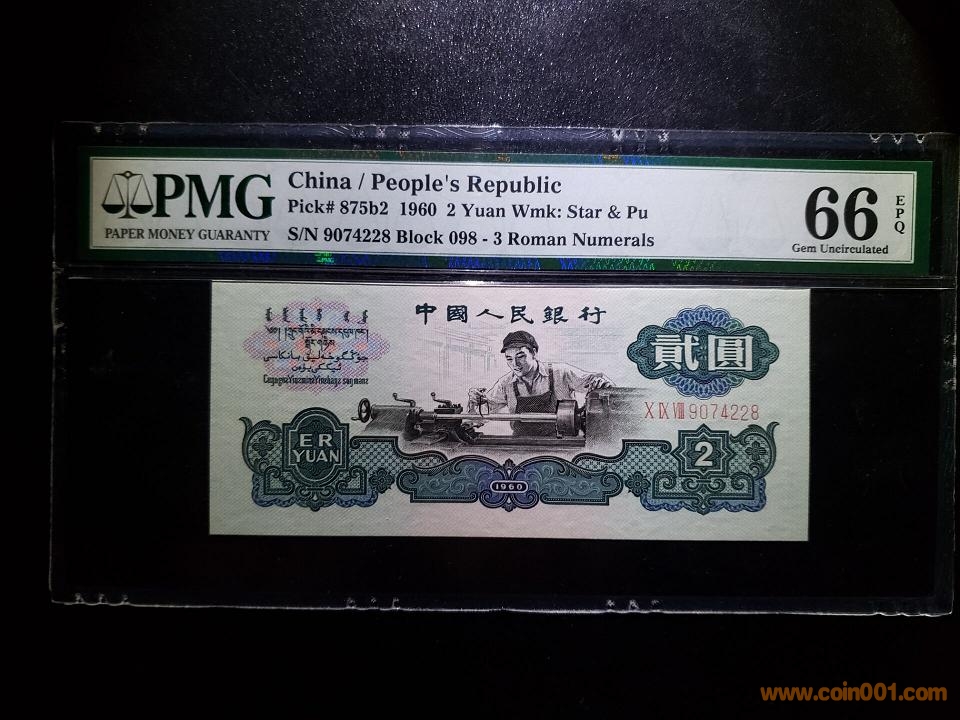 PMG
PAPER MONEY GUARANTY
China / People's Republic
Pick# 875b2 1960 2 Yuan Wmk: Star & Pu
S/N 9074228 Block 098 - 3 Roman Numerals
66
EPQ
Gem Uncirculated
中國人民銀行
貳圓
X IX VIII 9074228
ER
YUAN
1960
2
www.coin001.com